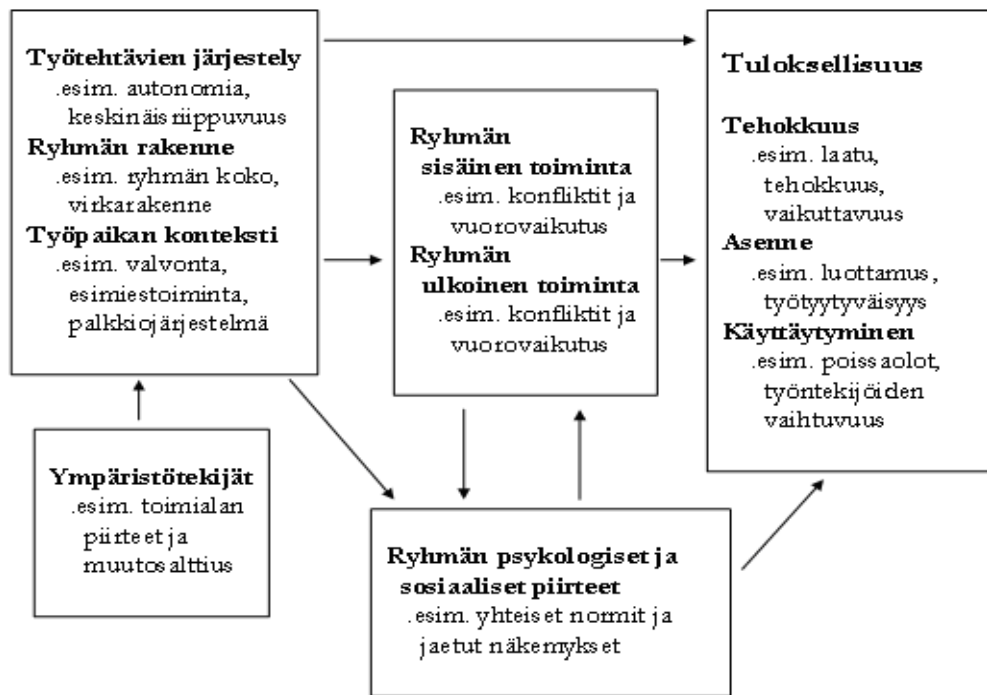 Työtehtävien järjestely
.esim. autonomia,
keskinäisriippuvuus
Ryhmän rakenne
.esim. ryhmän koko,
virkarakenne
Työpaikan konteksti
.esim. valvonta,
esimiestoiminta,
palkkiojärjestelmä
Ryhmän
sisäinen toiminta
.esim. konfliktit ja
vuorovaikutus
Ryhmän
ulkoinen toiminta
.esim. konfliktit ja
vuorovaikutus
Tuloksellisuus
Tehokkuus
.esim. laatu,
tehokkuus,
vaikuttavuus
Asenne
.esim. luottamus,
työtyytyväisyys
Käyttäytyminen
.esim. poissaolot,
työntekijöiden
vaihtuvuus
Ympäristötekijät
.esim. toimialan
piirteet ja
muutosalttius
Ryhmän psykologiset ja
sosiaaliset piirteet
.esim. yhteiset normit ja
jaetut näkemykset